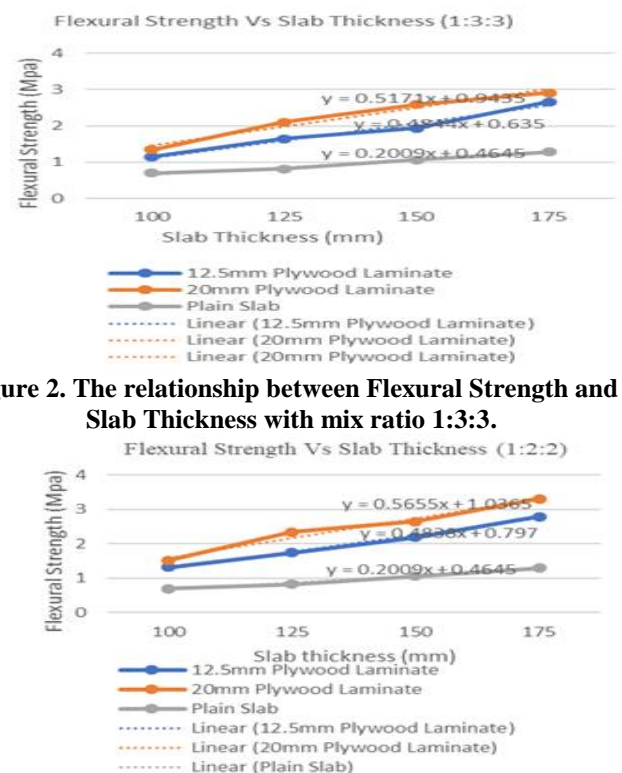 Flexural Strength Vs Slab Thickness (1:3:3)
Flexural Strength (Mpa)
4
3
2
1
0
y = 0.5171x + 0.9435
y = 0.4844x + 0.635
y = 0.2009x + 0.4645
100 125 150 175
Slab Thickness (mm)
12.5mm Plywood Laminate
20mm Plywood Laminate
Plain Slab
Linear (12.5mm Plywood Laminate)
Linear (20mm Plywood Laminate)
Linear (20mm Plywood Laminate)
gure 2. The relationship between Flexural Strength and
Slab Thickness with mix ratio 1:3:3.
Flexural Strength Vs Slab Thickness (1:2:2)
Flexural Strength (Mpa)
4
3
2
1
0
y = 0.5655x + 1.0365
y = 0.4838x + 0.797
y = 0.2009x + 0.4645
100 125 150 175
Slab thickness (mm)
12.5mm Plywood Laminate
20mm Plywood Laminate
Plain Slab
Linear (12.5mm Plywood Laminate)
Linear (20mm Plywood Laminate)
Linear (Plain Slab)